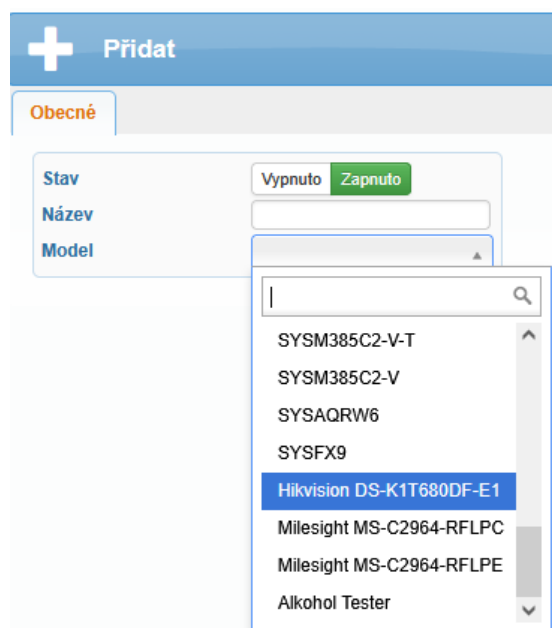 Přidat
Obecné
Stav
Vypnuto Zapnuto
Název
Model
SYSM385C2-V-T
SYSM385C2-V
SYSAQRW6
SYSFX9
Hikvision DS-K1T680DF-E1
Milesight MS-C2964-RFLPC
Milesight MS-C2964-RFLPE
Alkohol Tester